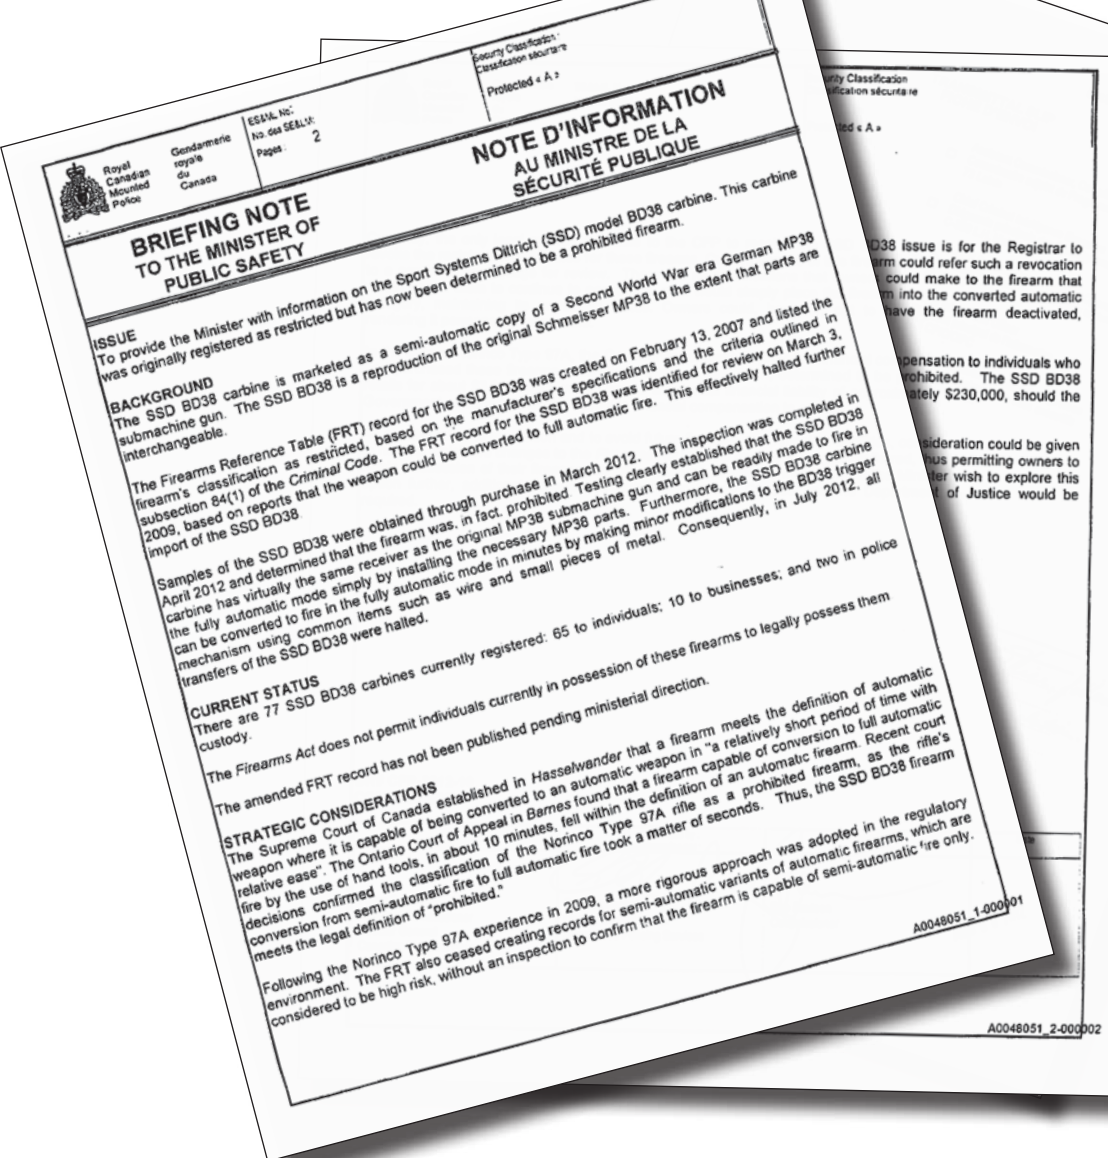 Royal
Canadian
Mounted
Police
Gendarmerie
royale
du
Canada
ES&ML No:
No. des SE&LM:
Pages : 2
Security Classification :
Classification sécuritaire
Protected « A »
BRIEFING NOTE
TO THE MINISTER OF
PUBLIC SAFETY
NOTE D'INFORMATION
AU MINISTRE DE LA
SÉCURITÉ PUBLIQUE
ISSUE
To provide the Minister with information on the Sport Systems Dittrich (SSD) model BD38 carbine. This carbine
was originally registered as restricted but has now been determined to be a prohibited firearm.
BACKGROUND
The SSD BD38 carbine is marketed as a semi-automatic copy of a Second World War era German MP38
submachine gun. The SSD BD38 is a reproduction of the original Schmeisser MP38 to the extent that parts are
interchangeable.
The Firearms Reference Table (FRT) record for the SSD BD38 was created on February 13, 2007 and listed the
firearm's classification as restricted, based on the manufacturer's specifications and the criteria outlined in
subsection 84(1) of the Criminal Code. The FRT record for the SSD BD38 was identified for review on March 3,
2009, based on reports that the weapon could be converted to full automatic fire. This effectively halted further
import of the SSD BD38.
Samples of the SSD BD38 were obtained through purchase in March 2012. The inspection was completed in
April 2012 and determined that the firearm was, in fact, prohibited. Testing clearly established that the SSD BD38
carbine has virtually the same receiver as the original MP38 submachine gun and can be readily made to fire in
the fully automatic mode simply by installing the necessary MP38 parts. Furthermore, the SSD BD38 carbine
can be converted to fire in the fully automatic mode in minutes by making minor modifications to the BD38 trigger
mechanism using common items such as wire and small pieces of metal. Consequently, in July 2012, all
transfers of the SSD BD38 were halted.
CURRENT STATUS
There are 77 SSD BD38 carbines currently registered: 65 to individuals; 10 to businesses; and two in police
custody.
The Firearms Act does not permit individuals currently in possession of these firearms to legally possess them
The amended FRT record has not been published pending ministerial direction.
STRATEGIC CONSIDERATIONS
The Supreme Court of Canada established in Hasselwander that a firearm meets the definition of automatic
weapon where it is capable of being converted to an automatic weapon in "a relatively short period of time with
relative ease". The Ontario Court of Appeal in Barnes found that a firearm capable of conversion to full automatic
fire by the use of hand tools, in about 10 minutes, fell within the definition of an automatic firearm. Recent court
decisions confirmed the classification of the Norinco Type 97A rifle as a prohibited firearm, as the rifle's
conversion from semi-automatic fire to full automatic fire took a matter of seconds. Thus, the SSD BD38 firearm
meets the legal definition of "prohibited."
Following the Norinco Type 97A experience in 2009, a more rigorous approach was adopted in the regulatory
environment. The FRT also ceased creating records for semi-automatic variants of automatic firearms, which are
considered to be high risk, without an inspection to confirm that the firearm is capable of semi-automatic fire only.
A0048051_1-000001
urity Classification
sification sécuritaire
ted « A »
D38 issue is for the Registrar to
arm could refer such a revocation
could make to the firearm that
m into the converted automatic
have the firearm deactivated,
pensation to individuals who
rohibited. The SSD BD38
ately $230,000, should the
sideration could be given
hus permitting owners to
ter wish to explore this
t of Justice would be
A0048051_2-000002